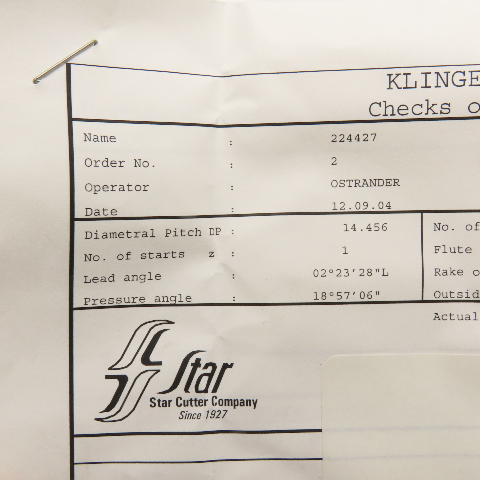 KLINGE
Checks o
Name : 224427
Order No. : 2
Operator : OSTRANDER
Date : 12.09.04
Diametral Pitch DP : 14.456 No. of
No. of starts z : 1 Flute
Lead angle : 02°23'28"L Rake o
Pressure angle : 18°57'06" Outsid
Actual
Star
Star Cutter Company
Since 1927